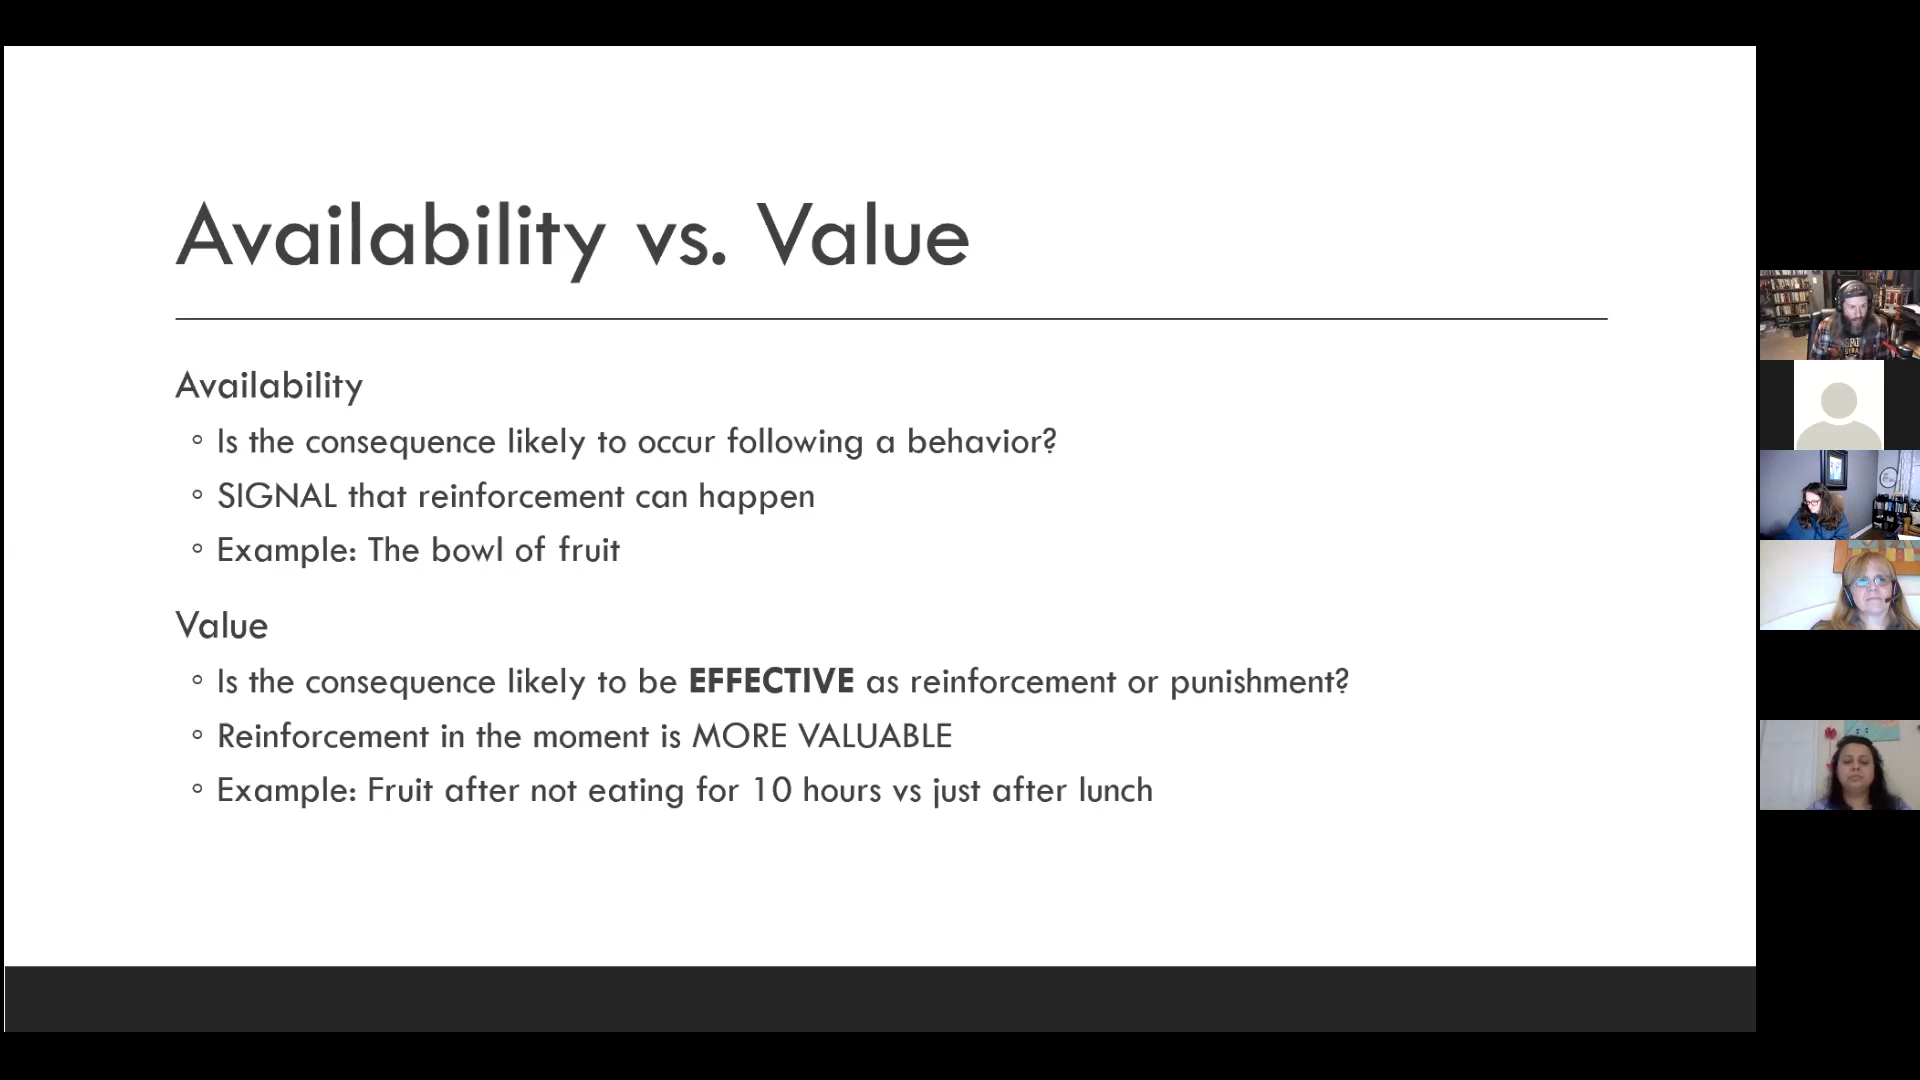 Availability vs. Value
Availability
◦ Is the consequence likely to occur following a behavior?
◦ SIGNAL that reinforcement can happen
◦ Example: The bowl of fruit
Value
◦ Is the consequence likely to be EFFECTIVE as reinforcement or punishment?
◦ Reinforcement in the moment is MORE VALUABLE
◦ Example: Fruit after not eating for 10 hours vs just after lunch